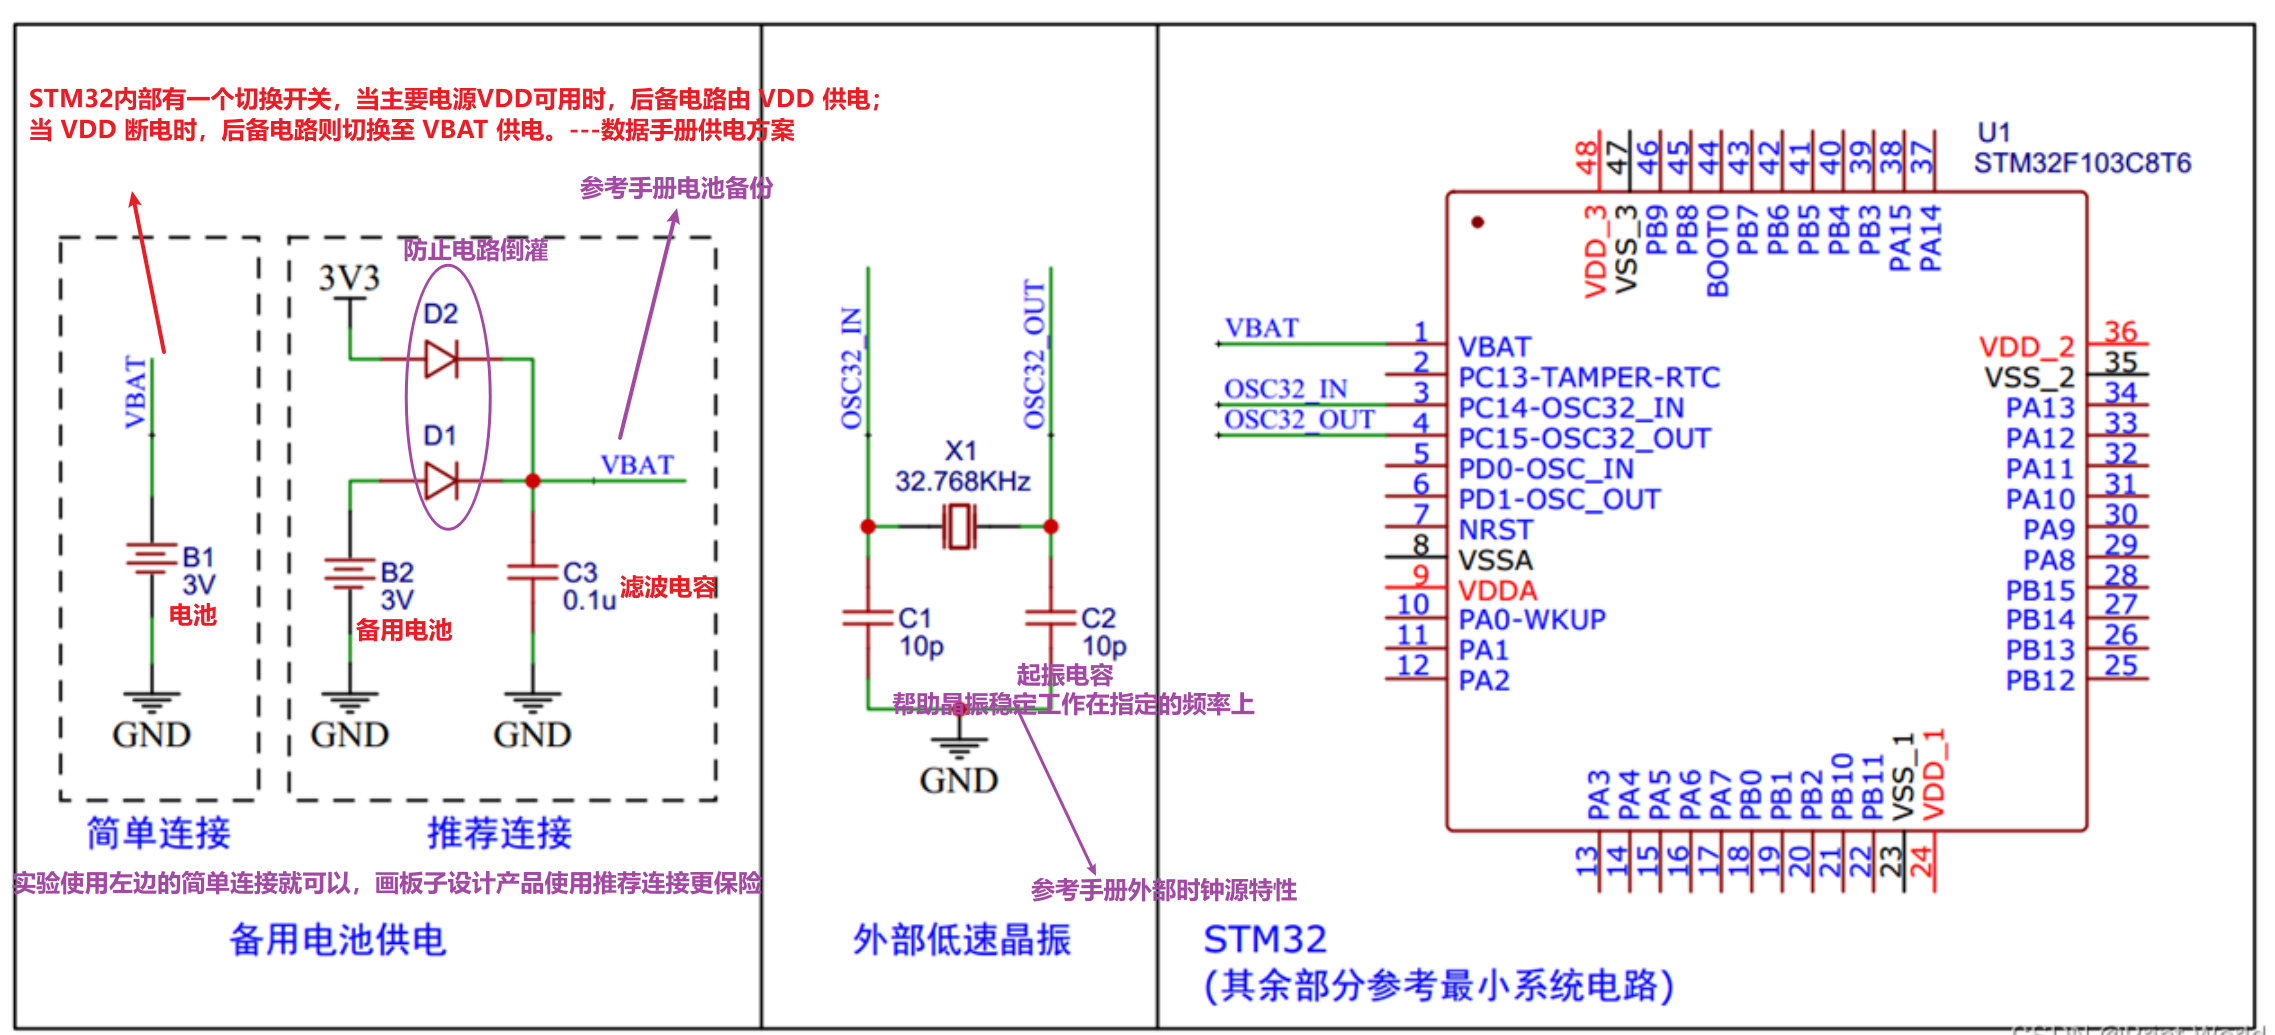 STM32内部有一个切换开关，当主要电源VDD可用时，后备电路由 VDD 供电；
当 VDD 断电时，后备电路则切换至 VBAT 供电。---数据手册供电方案
参考手册电池备份
防止电路倒灌
3V3
D2
D1
VBAT
VBAT
B1
3V
电池
B2
3V
备用电池
C3
0.1u
滤波电容
GND
GND
GND
简单连接
推荐连接
实验使用左边的简单连接就可以，画板子设计产品使用推荐连接更保险
备用电池供电
OSC32_IN
OSC32_OUT
X1
32.768KHz
C1
10p
C2
10p
起振电容
帮助晶振稳定工作在指定的频率上
GND
参考手册外部时钟源特性
外部低速晶振
U1
STM32F103C8T6
48 47 46 45 44 43 42 41 40 39 38 37
VDD_3 VSS_3 PB9 PB8 BOOT0 PB7 PB6 PB5 PB4 PB3 PA15 PA14
VBAT 1 VBAT
2 PC13-TAMPER-RTC
OSC32_IN 3 PC14-OSC32_IN
OSC32_OUT 4 PC15-OSC32_OUT
5 PD0-OSC_IN
6 PD1-OSC_OUT
7 NRST
8 VSSA
9 VDDA
10 PA0-WKUP
11 PA1
12 PA2
VDD_2 36
VSS_2 35
PA13 34
PA12 33
PA11 32
PA10 31
PA9 30
PA8 29
PB15 28
PB14 27
PB13 26
PB12 25
PA3 PA4 PA5 PA6 PA7 PB0 PB1 PB2 PB10 PB11 VSS_1 VDD_1
13 14 15 16 17 18 19 20 21 22 23 24
STM32
(其余部分参考最小系统电路)